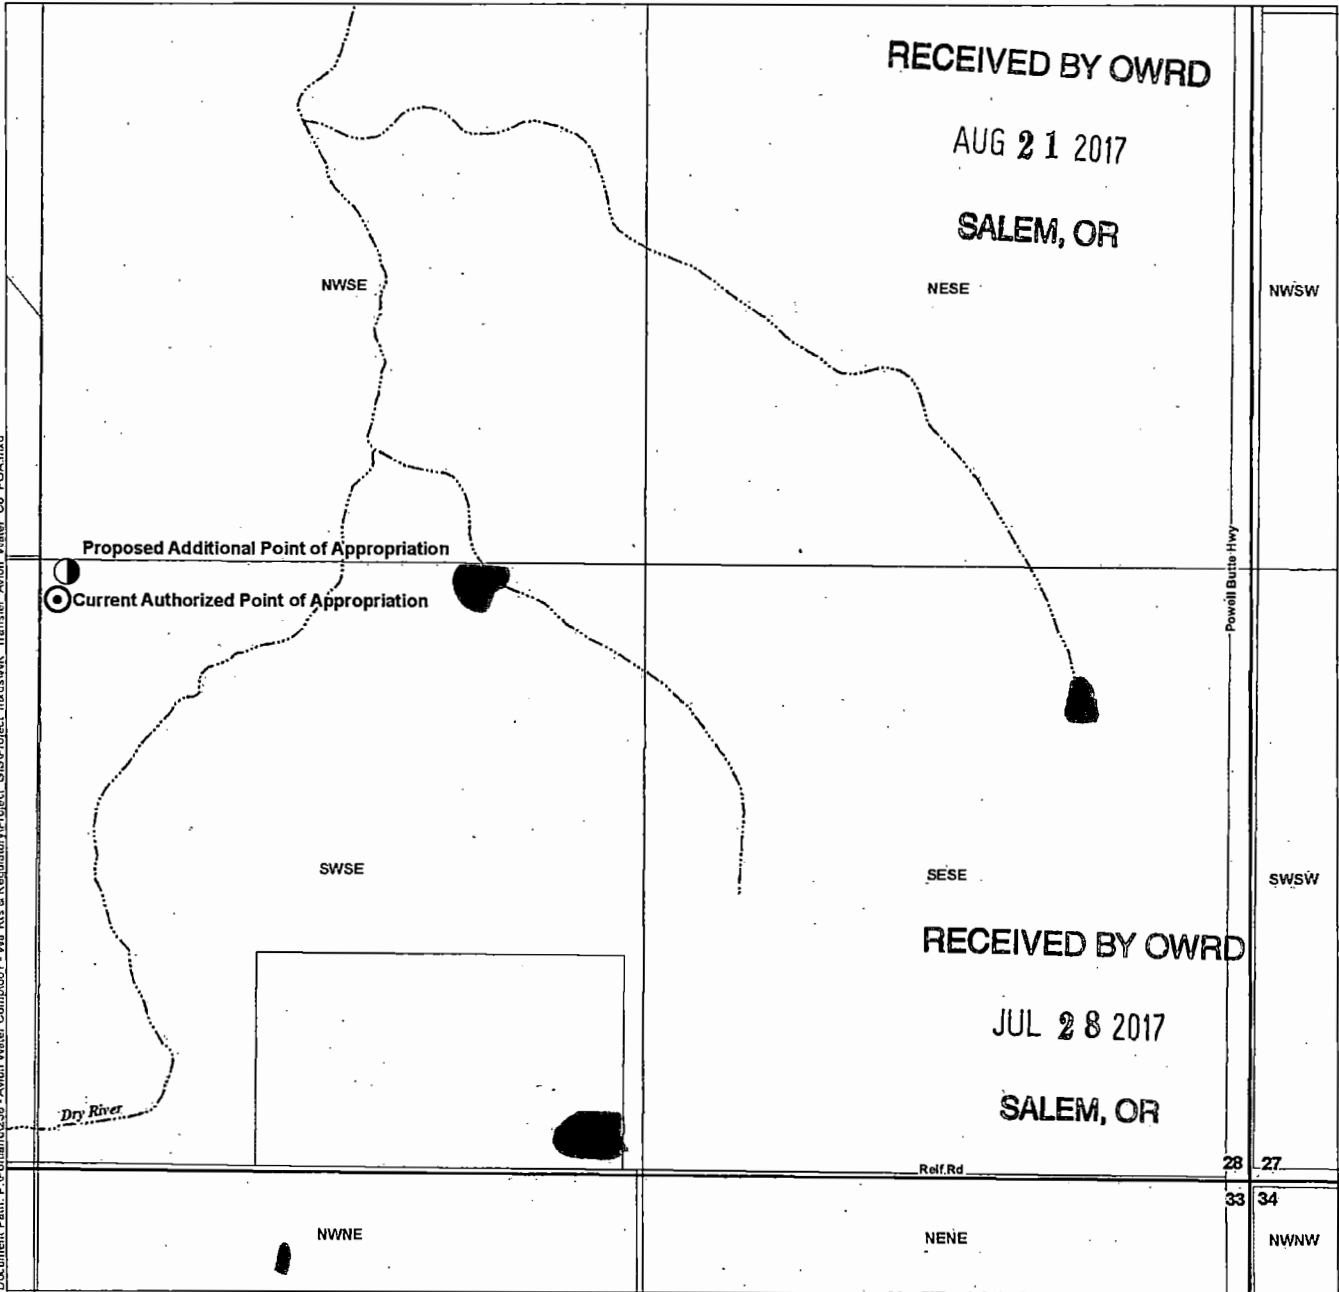 RECEIVED BY OWRD
AUG 21 2017
SALEM, OR
NWSE
NESE
NWSW
Proposed Additional Point of Appropriation
Current Authorized Point of Appropriation
Powell Butte Hwy
SWSE
SESE
SWSW
RECEIVED BY OWRD
JUL 28 2017
SALEM, OR
Dry River
Relf Rd
28 27
33 34
NWNE
NENE
NWNW